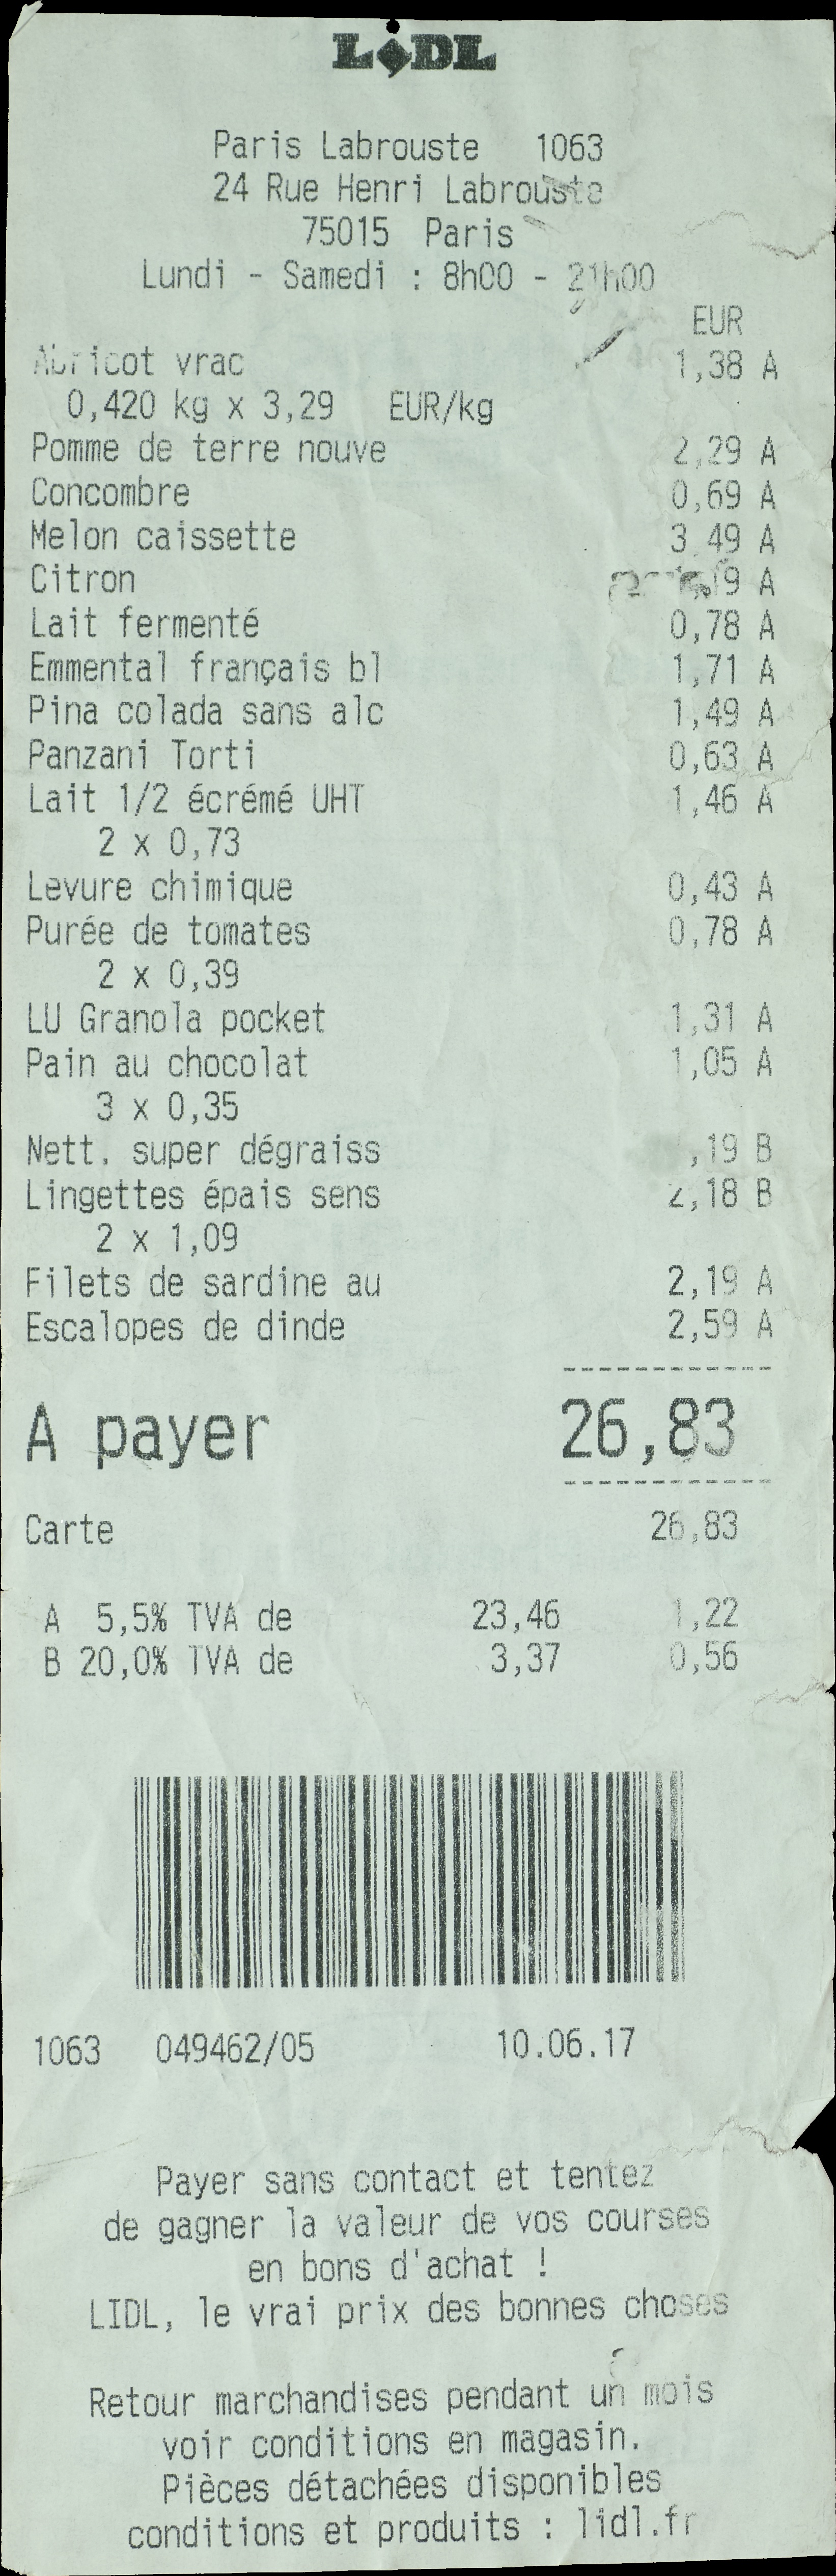 LIDL
Paris Labrouste 1063
24 Rue Henri Labrouste
75015 Paris
Lundi - Samedi : 8h00 - 21h00
EUR
Abricot vrac 1,38 A
0,420 kg x 3,29 EUR/kg
Pomme de terre nouve 2,29 A
Concombre 0,69 A
Melon caissette 3,49 A
Citron A
Lait fermenté 0,78 A
Emmental français bl 1,71 A
Pina colada sans alc 1,49 A
Panzani Torti 0,63 A
Lait 1/2 écrémé UHT 1,46 A
2 x 0,73
Levure chimique 0,43 A
Purée de tomates 0,78 A
2 x 0,39
LU Granola pocket 1,31 A
Pain au chocolat 1,05 A
3 x 0,35
Nett. super dégraiss ,19 B
Lingettes épais sens 2,18 B
2 x 1,09
Filets de sardine au 2,19 A
Escalopes de dinde 2,59 A
A payer 26,83
Carte 26,83
A 5,5% TVA de 23,46 1,22
B 20,0% TVA de 3,37 0,56
1063 049462/05 10.06.17
Payer sans contact et tentez
de gagner la valeur de vos courses
en bons d'achat !
LIDL, le vrai prix des bonnes choses
Retour marchandises pendant un mois
voir conditions en magasin.
Pièces détachées disponibles
conditions et produits : lidl.fr